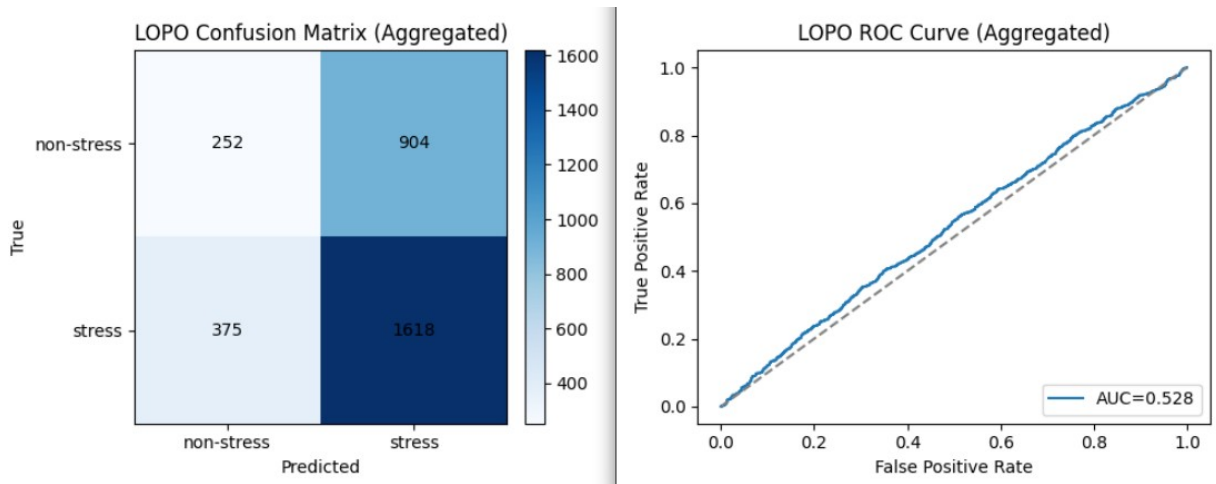 LOPO Confusion Matrix (Aggregated)
True
non-stress
stress
252
904
375
1618
non-stress
stress
Predicted
1600
1400
1200
1000
800
600
400
LOPO ROC Curve (Aggregated)
True Positive Rate
1.0
0.8
0.6
0.4
0.2
0.0
0.0
0.2
0.4
0.6
0.8
1.0
False Positive Rate
AUC=0.528